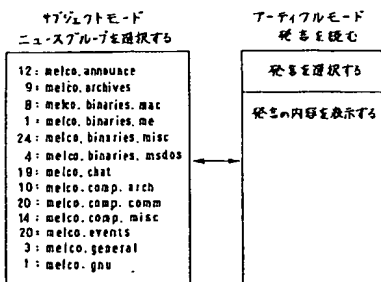 サブジェクトモード
ニュースグループを選択する
12: melco.announce
9: melco.archives
8: melco.binaries.mac
1: melco.binaries.me
24: melco.binaries.misc
4: melco.binaries.msdos
19: melco.chat
10: melco.comp.arch
20: melco.comp.comm
14: melco.comp.misc
20: melco.events
3: melco.general
1: melco.gnu
アーティクルモード
発言を読む
発言を選択する
発言の内容を表示する